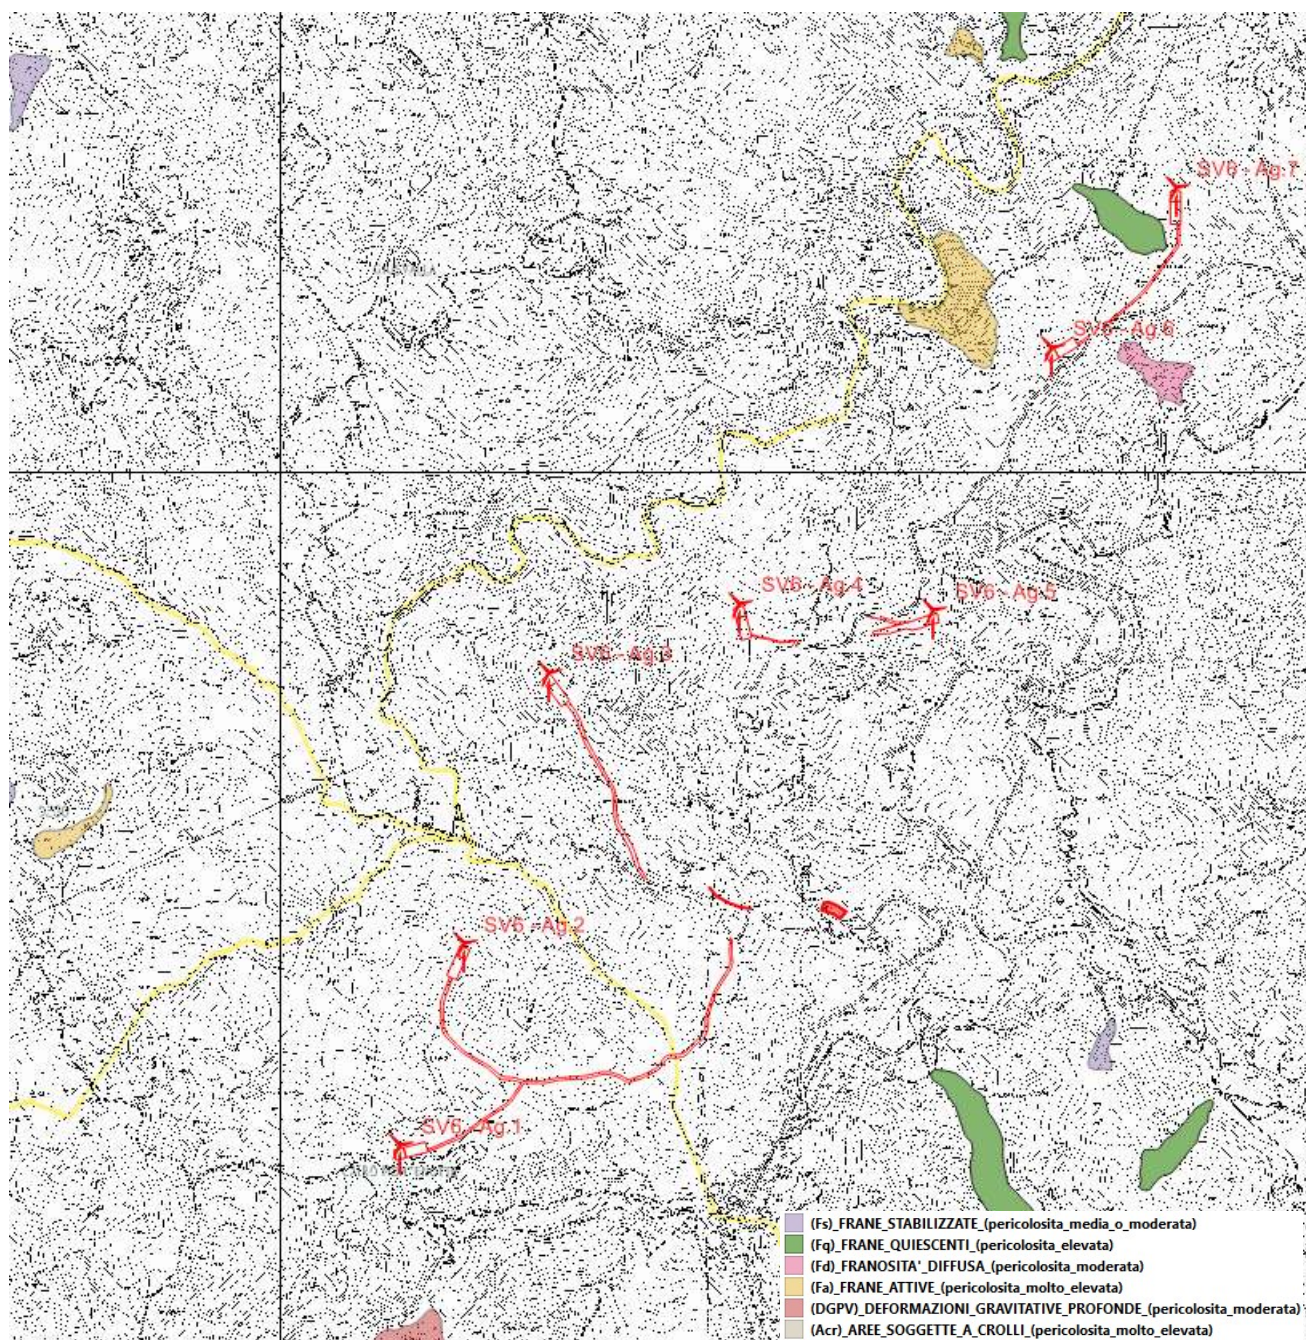 SV6 - Ag.7
SV6 - Ag.6
SV6 - Ag.4
SV6 - Ag.5
SV6 - Ag.3
SV6 - Ag.2
SV6 - Ag.1
(Fs)_FRANE_STABILIZZATE_(pericolosita_media_o_moderata)
(Fq)_FRANE_QUIESCENTI_(pericolosita_elevata)
(Fd)_FRANOSITA'_DIFFUSA_(pericolosita_moderata)
(Fa)_FRANE_ATTIVE_(pericolosita_molto_elevata)
(DGPV)_DEFORMAZIONI_GRAVITATIVE_PROFONDE_(pericolosita_moderata)
(Acr)_AREE_SOGGETTE_A_CROLLI_(pericolosita_molto_elevata)